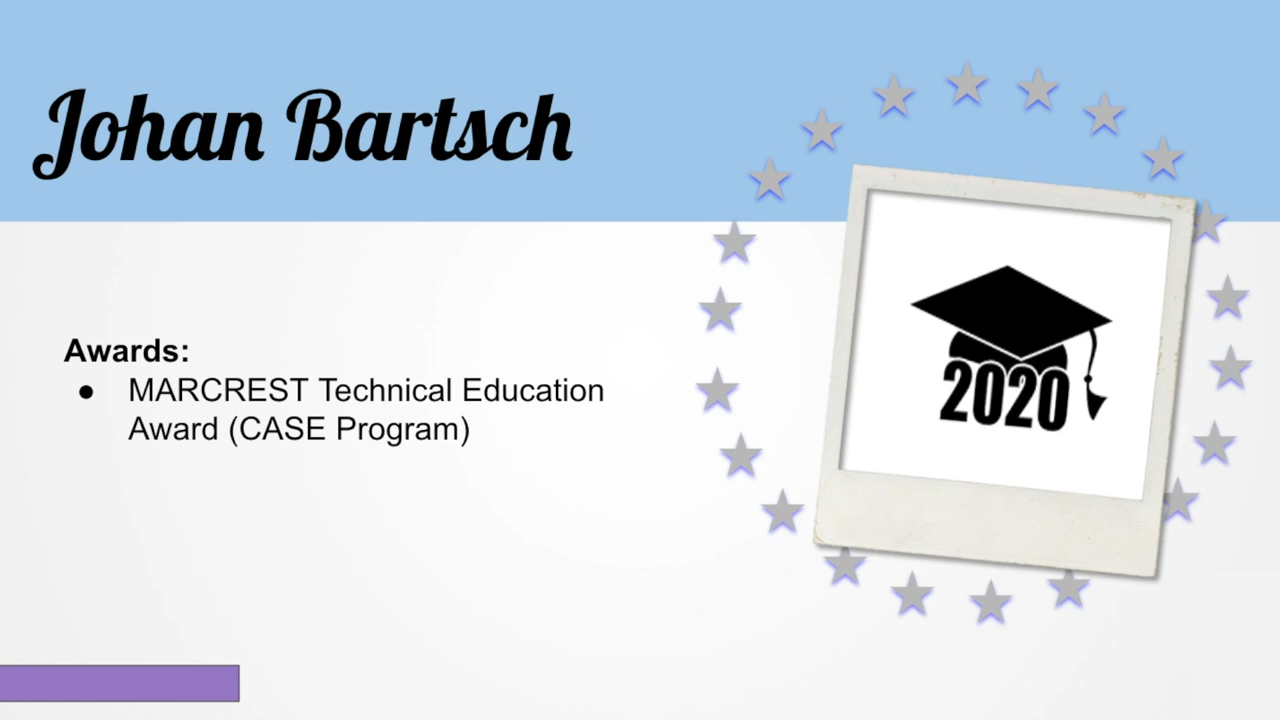 Johan Bartsch
Awards:
● MARCREST Technical Education
Award (CASE Program)
2020